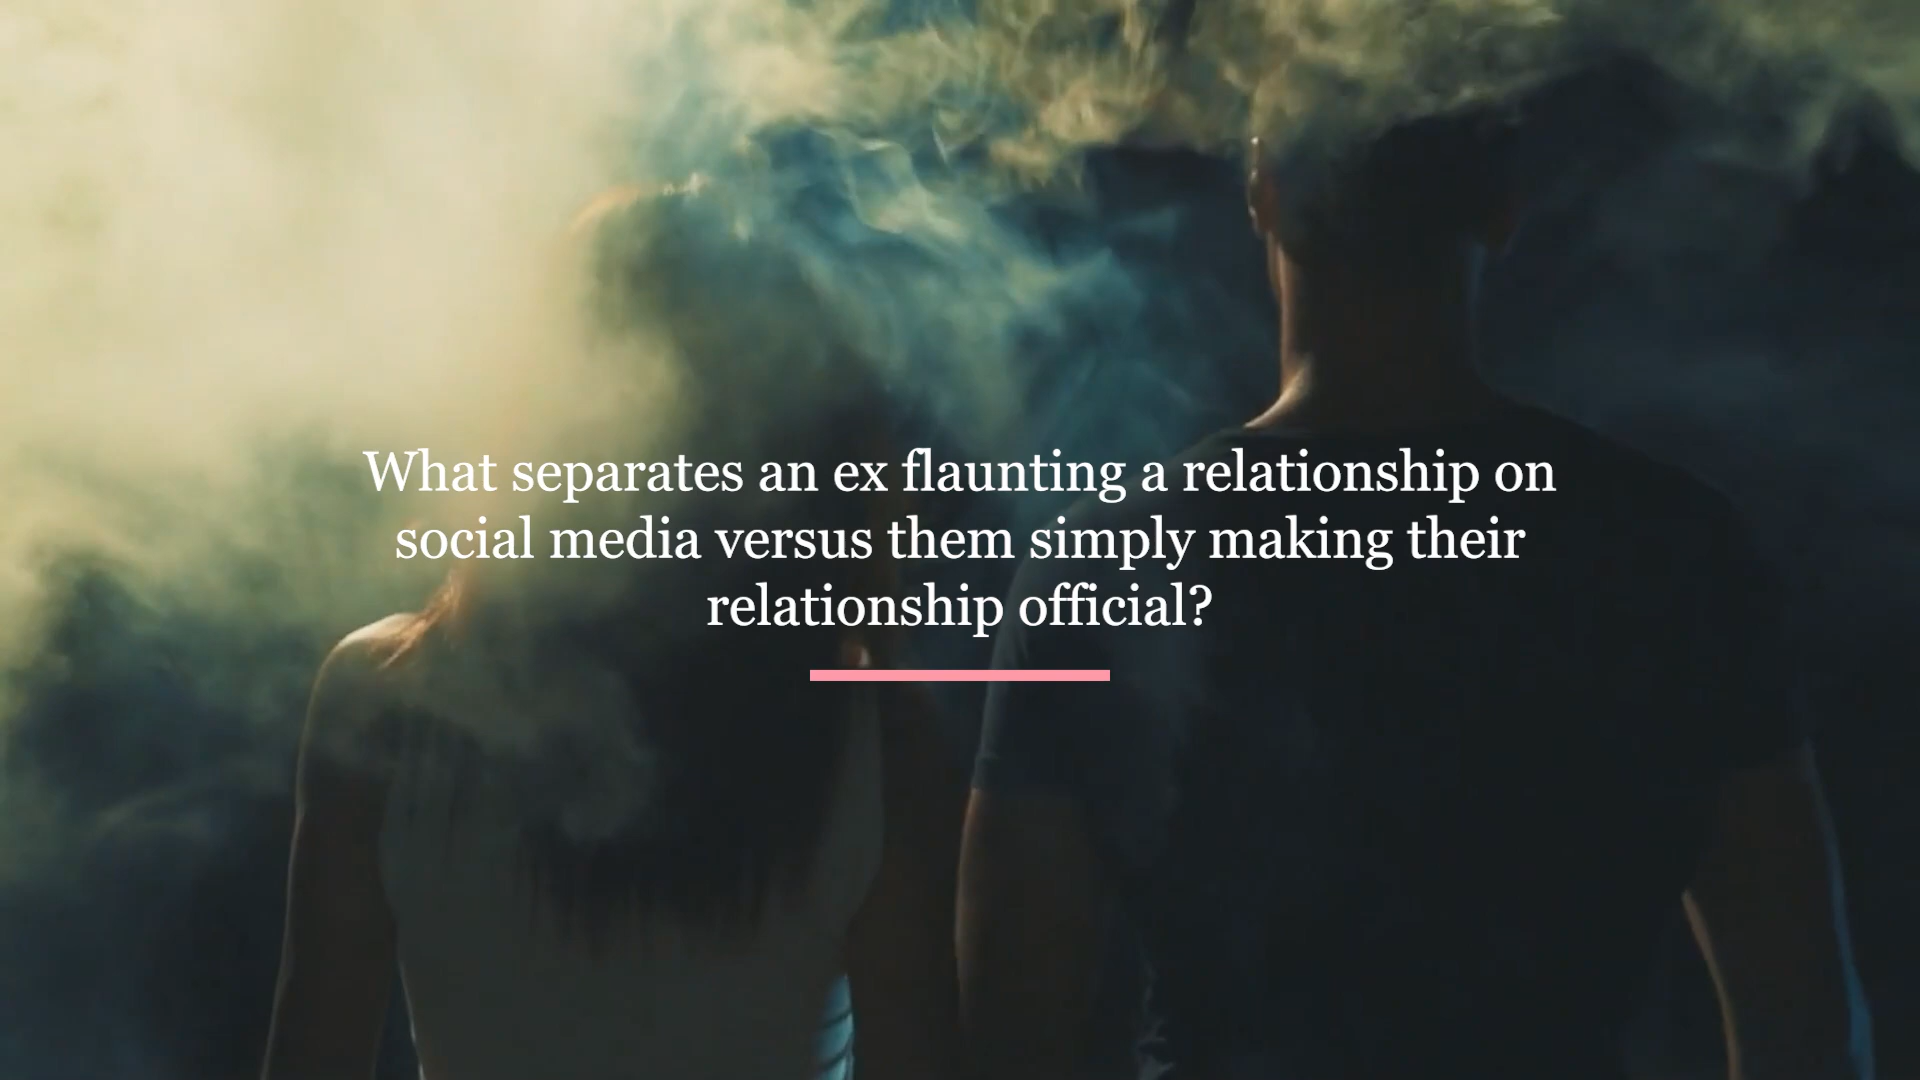 What separates an ex flaunting a relationship on
social media versus them simply making their
relationship official?